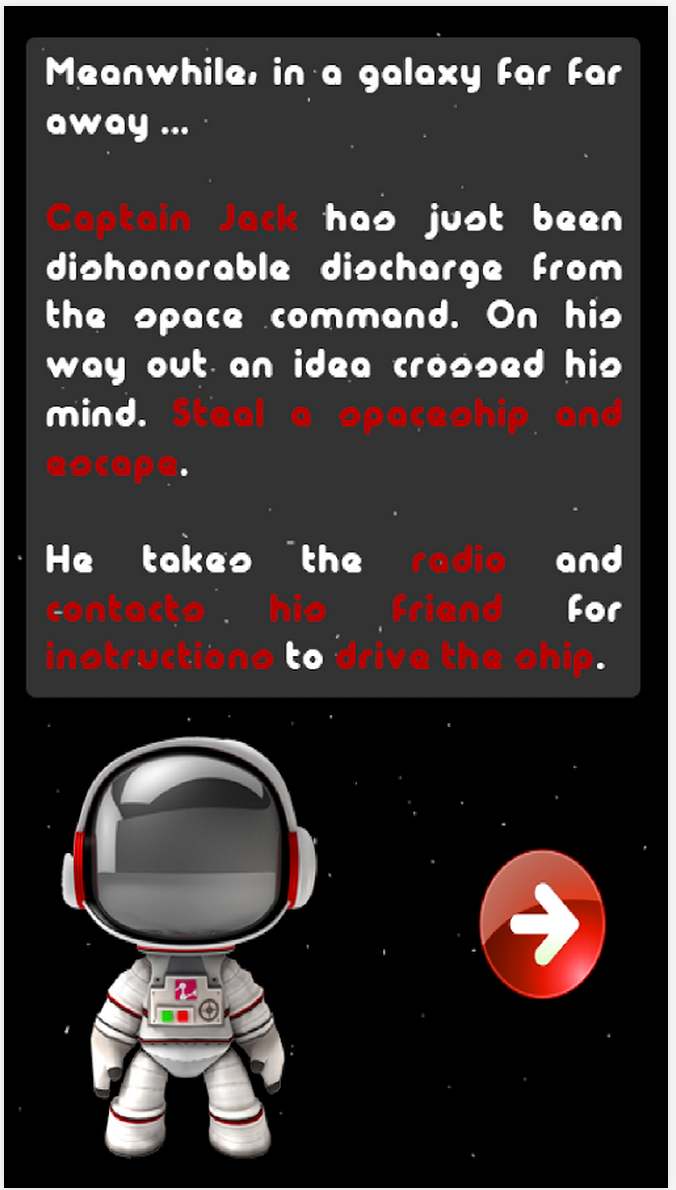 Meanwhile, in a galaxy far far
away ...
Captain Jack has just been
dishonorable discharge from
the space command. On his
way out an idea crossed his
mind. Steal a spaceship and
escape.
He takes the radio and
contacts his friend for
instructions to drive the ship.